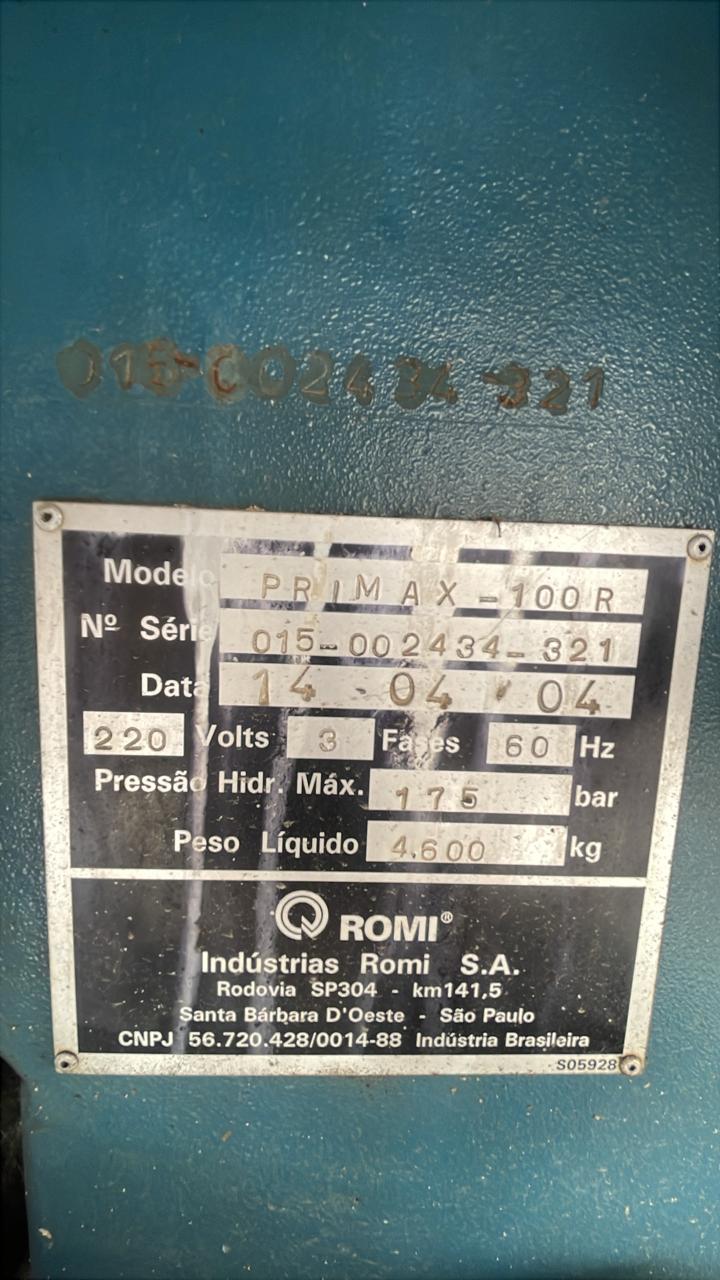 015-002434-321
Modelo PRIMAX-100R
Nº Série 015-002434-321
Data 14 04 04
220 Volts 3 Fases 60 Hz
Pressão Hidr. Máx. 175 bar
Peso Líquido 4.600 kg
ROMI®
Indústrias Romi S.A.
Rodovia SP304 - km141,5
Santa Bárbara D'Oeste - São Paulo
CNPJ 56.720.428/0014-88 Indústria Brasileira
S05928